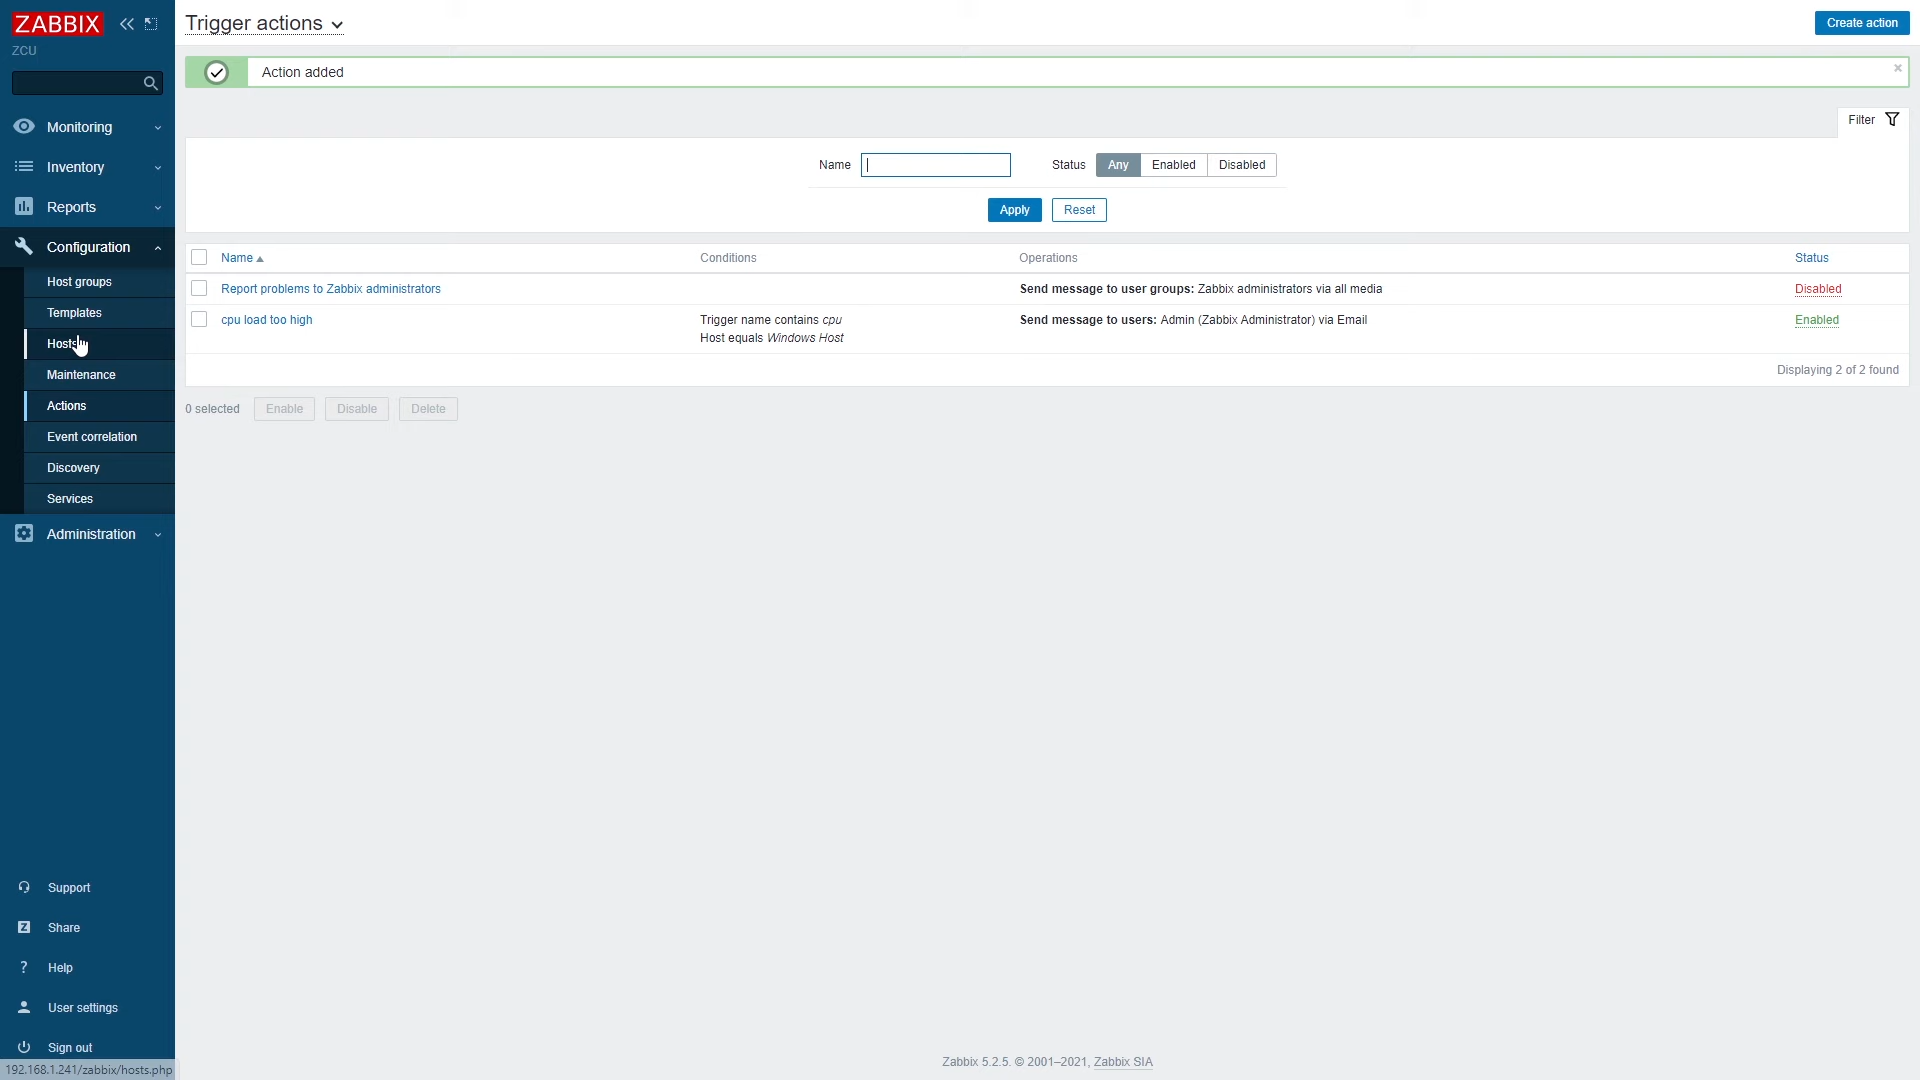 ZABBIX
ZCU
Monitoring
Inventory
Reports
Configuration
Host groups
Templates
Hosts
Maintenance
Actions
Event correlation
Discovery
Services
Administration
Support
Share
Help
User settings
Sign out
192.168.1.241/zabbix/hosts.php
Trigger actions
Create action
Action added
Filter
Name Status Any Enabled Disabled
Apply Reset
Name Conditions Operations Status
Report problems to Zabbix administrators Send message to user groups: Zabbix administrators via all media Disabled
cpu load too high Trigger name contains cpu Send message to users: Admin (Zabbix Administrator) via Email Enabled
Host equals Windows Host
Displaying 2 of 2 found
0 selected Enable Disable Delete
Zabbix 5.2.5. © 2001–2021, Zabbix SIA